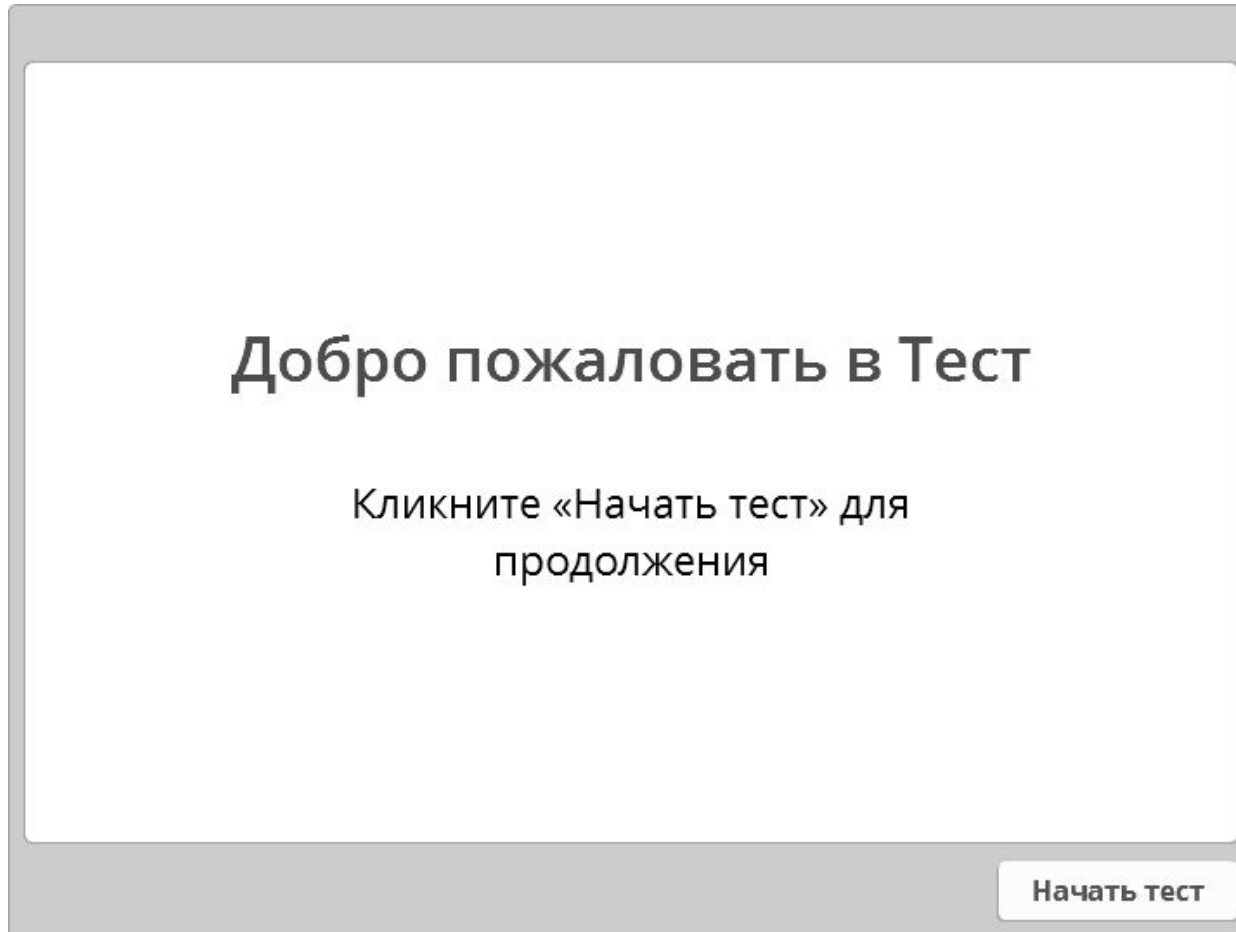 Добро пожаловать в Тест
Кликните «Начать тест» для
продолжения
Начать тест